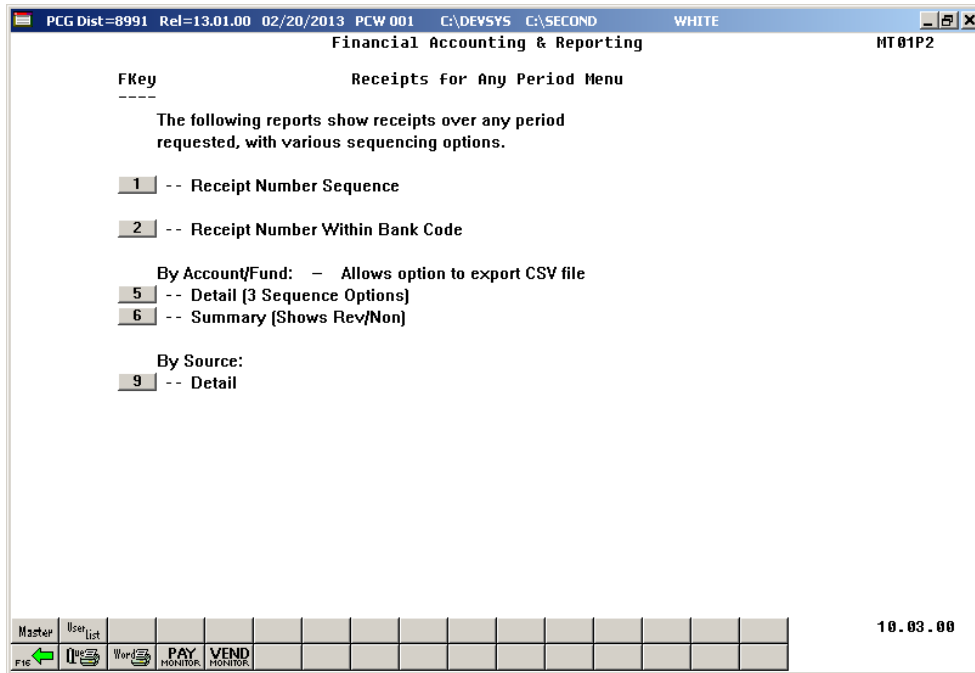 PCG Dist=8991 Rel=13.01.00 02/20/2013 PCW 001 C:\DEVSYS C:\SECOND WHITE
Financial Accounting & Reporting MT01P2
FKey Receipts for Any Period Menu
----
The following reports show receipts over any period
requested, with various sequencing options.
1 -- Receipt Number Sequence
2 -- Receipt Number Within Bank Code
By Account/Fund: – Allows option to export CSV file
5 -- Detail (3 Sequence Options)
6 -- Summary (Shows Rev/Non)
By Source:
9 -- Detail
Master User List 10.03.00
F16 Que Word PAY MONITOR VEND MONITOR